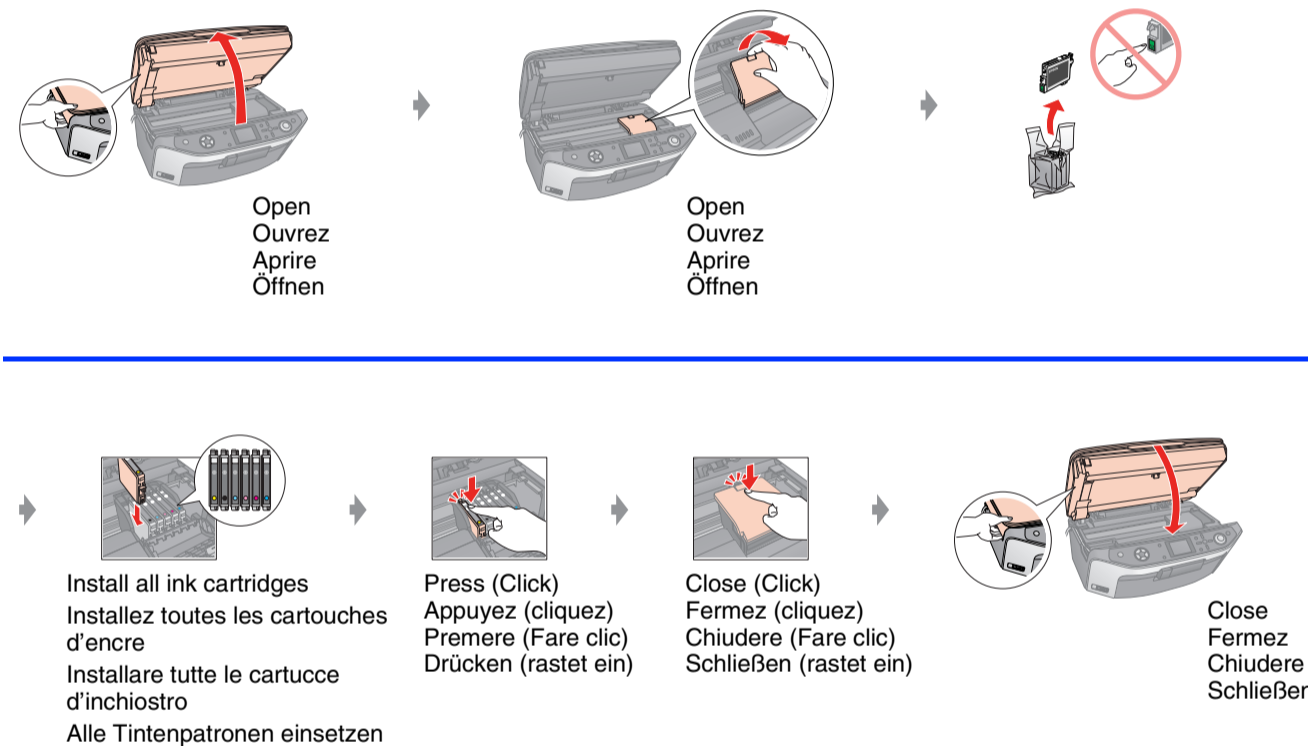 Open
Ouvrez
Aprire
Öffnen
Open
Ouvrez
Aprire
Öffnen
Install all ink cartridges
Installez toutes les cartouches
d'encre
Installare tutte le cartucce
d'inchiostro
Alle Tintenpatronen einsetzen
Press (Click)
Appuyez (cliquez)
Premere (Fare clic)
Drücken (rastet ein)
Close (Click)
Fermez (cliquez)
Chiudere (Fare clic)
Schließen (rastet ein)
Close
Fermez
Chiudere
Schließen